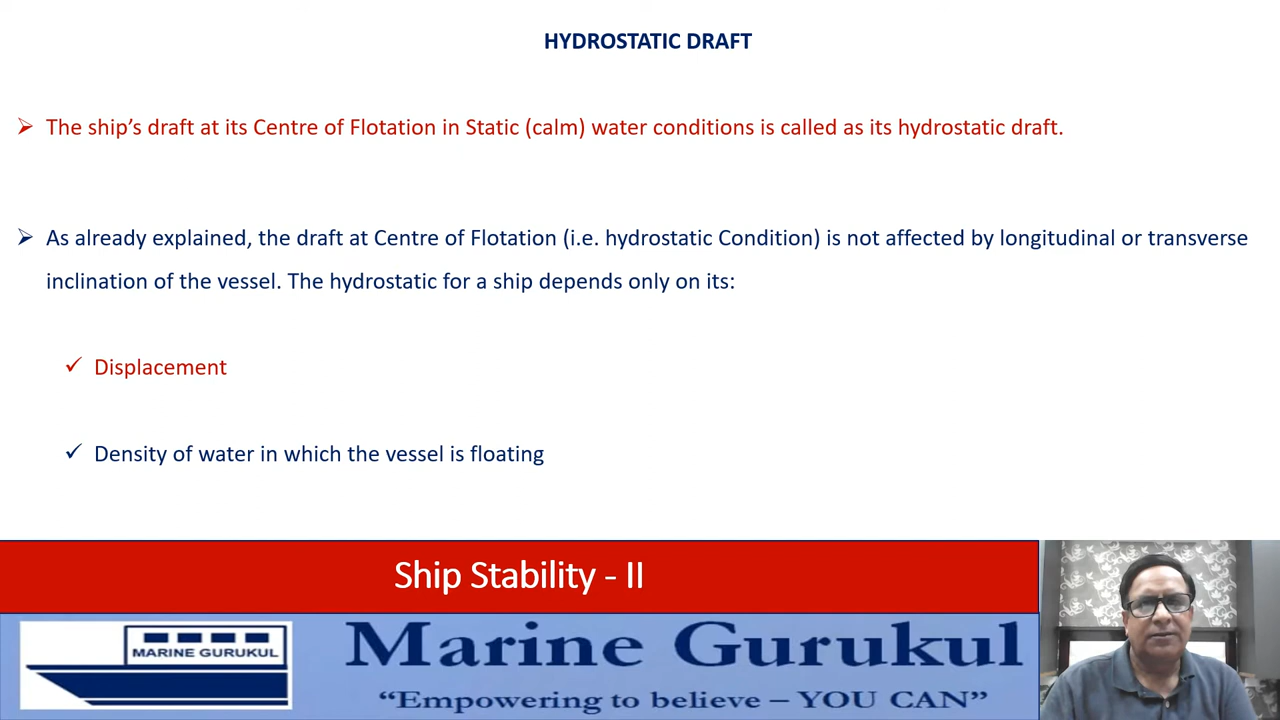 HYDROSTATIC DRAFT
➢ The ship’s draft at its Centre of Flotation in Static (calm) water conditions is called as its hydrostatic draft.
➢ As already explained, the draft at Centre of Flotation (i.e. hydrostatic Condition) is not affected by longitudinal or transverse
inclination of the vessel. The hydrostatic for a ship depends only on its:
✓ Displacement
✓ Density of water in which the vessel is floating
Ship Stability - II
MARINE GURUKUL
Marine Gurukul
“Empowering to believe – YOU CAN”